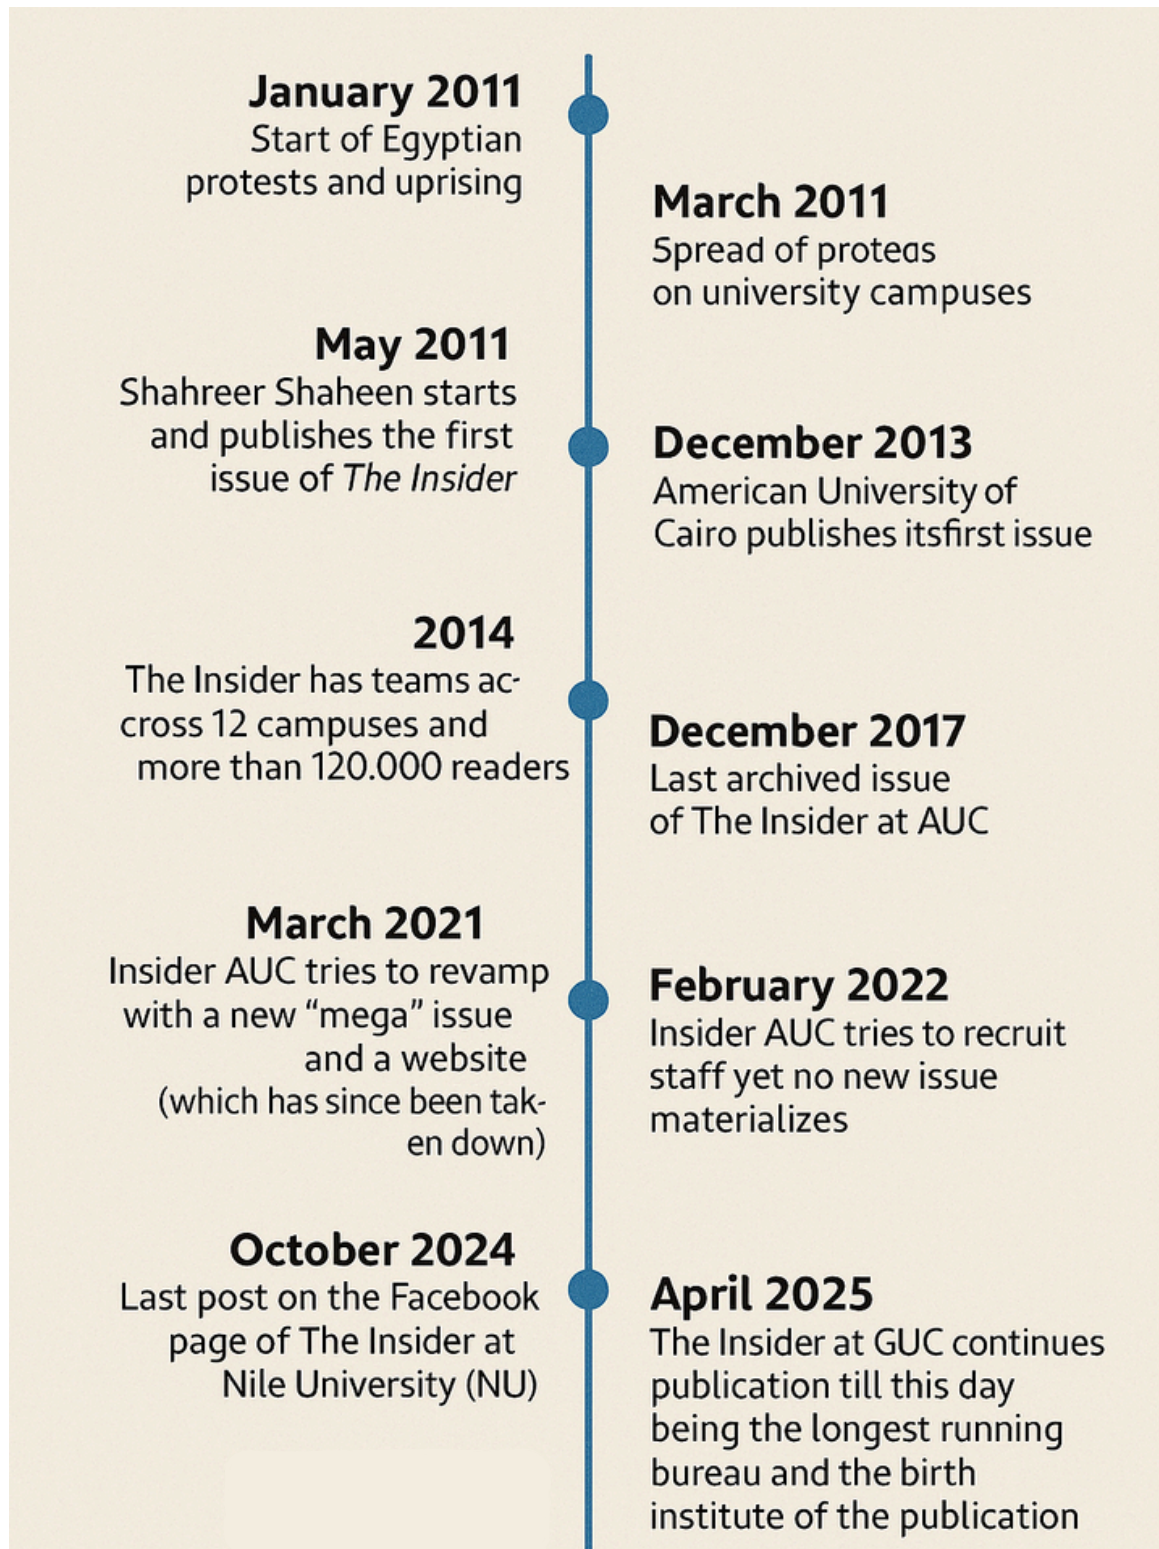 January 2011
Start of Egyptian
protests and uprising
March 2011
Spread of proteas
on university campuses
May 2011
Shahreer Shaheen starts
and publishes the first
issue of The Insider
December 2013
American University of
Cairo publishes itsfirst issue
2014
The Insider has teams ac-
cross 12 campuses and
more than 120.000 readers
December 2017
Last archived issue
of The Insider at AUC
March 2021
Insider AUC tries to revamp
with a new “mega” issue
and a website
(which has since been tak-
en down)
February 2022
Insider AUC tries to recruit
staff yet no new issue
materializes
October 2024
Last post on the Facebook
page of The Insider at
Nile University (NU)
April 2025
The Insider at GUC continues
publication till this day
being the longest running
bureau and the birth
institute of the publication